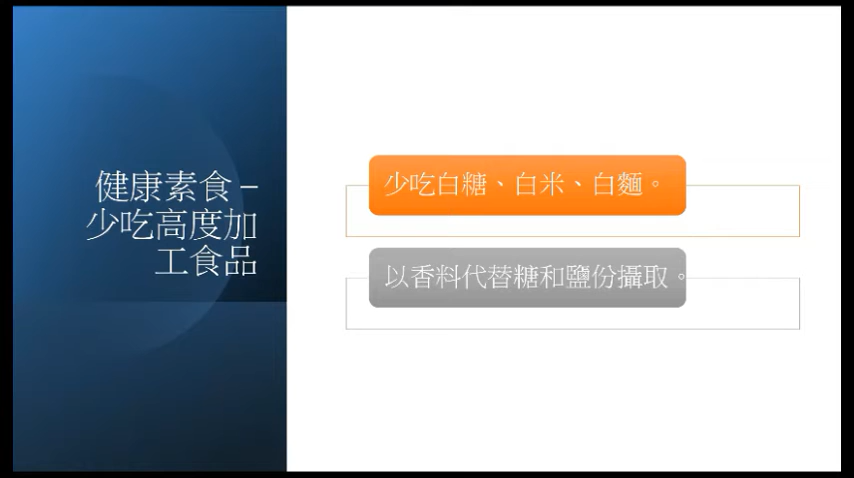 健康素食 –
少吃高度加
工食品
少吃白糖、白米、白麵。
以香料代替糖和鹽份攝取。